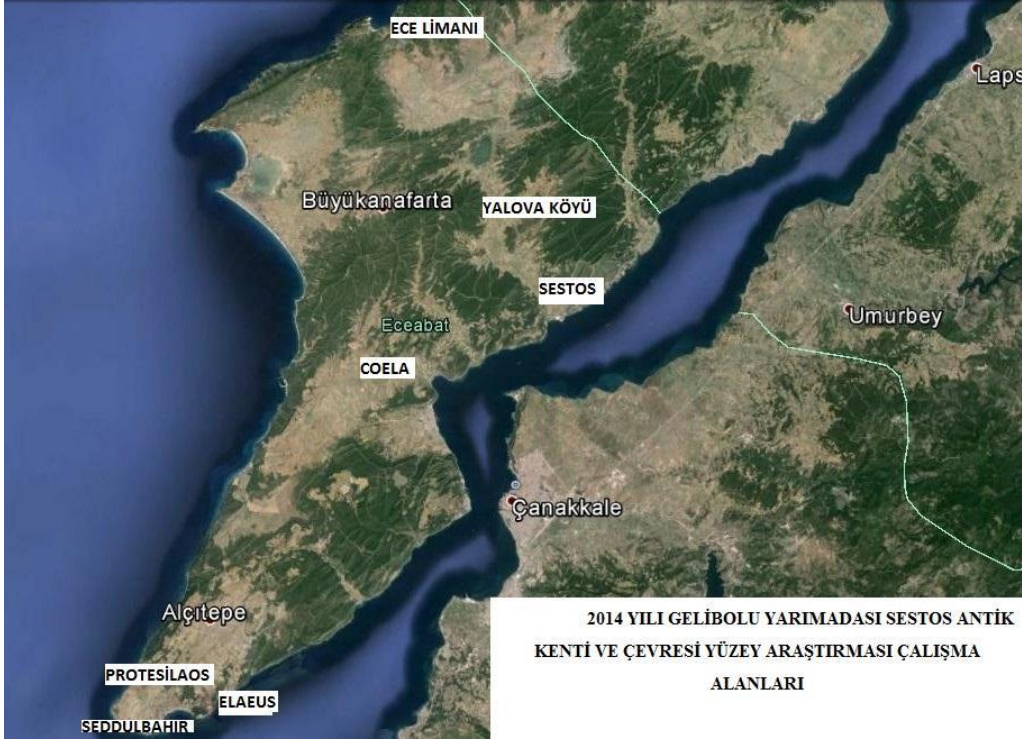 ECE LİMANI
Laps
Büyükanafarta
YALOVA KÖYÜ
SESTOS
Umurbey
Eceabat
COELA
Çanakkale
Alçıtepe
2014 YILI GELİBOLU YARIMADASI SESTOS ANTİK
KENTİ VE ÇEVRESİ YÜZEY ARAŞTIRMASI ÇALIŞMA
ALANLARI
PROTESİLAOS
ELAEUS
SEDDULBAHIR